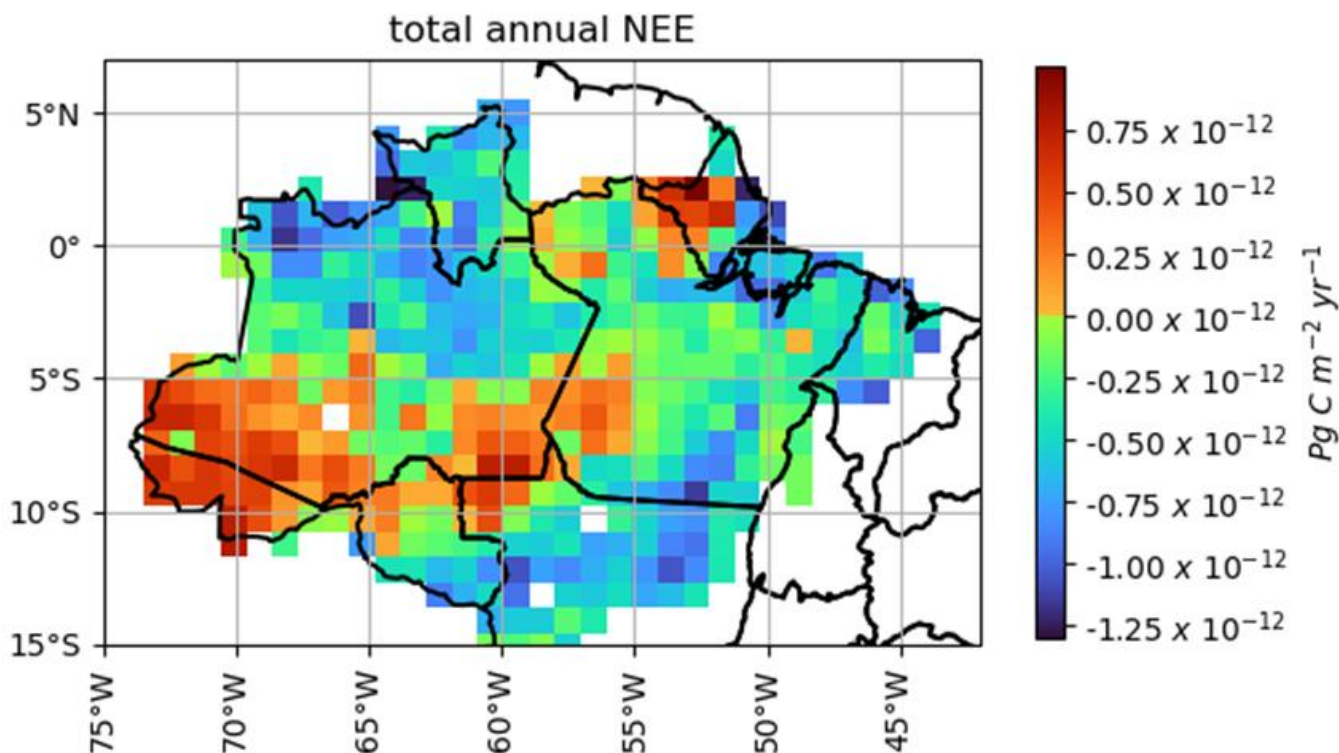 total annual NEE
5°N
0°
5°S
10°S
15°S
75°W
70°W
65°W
60°W
55°W
50°W
45°W
0.75 x 10⁻¹²
0.50 x 10⁻¹²
0.25 x 10⁻¹²
0.00 x 10⁻¹²
-0.25 x 10⁻¹²
-0.50 x 10⁻¹²
-0.75 x 10⁻¹²
-1.00 x 10⁻¹²
-1.25 x 10⁻¹²
Pg C m⁻² yr⁻¹